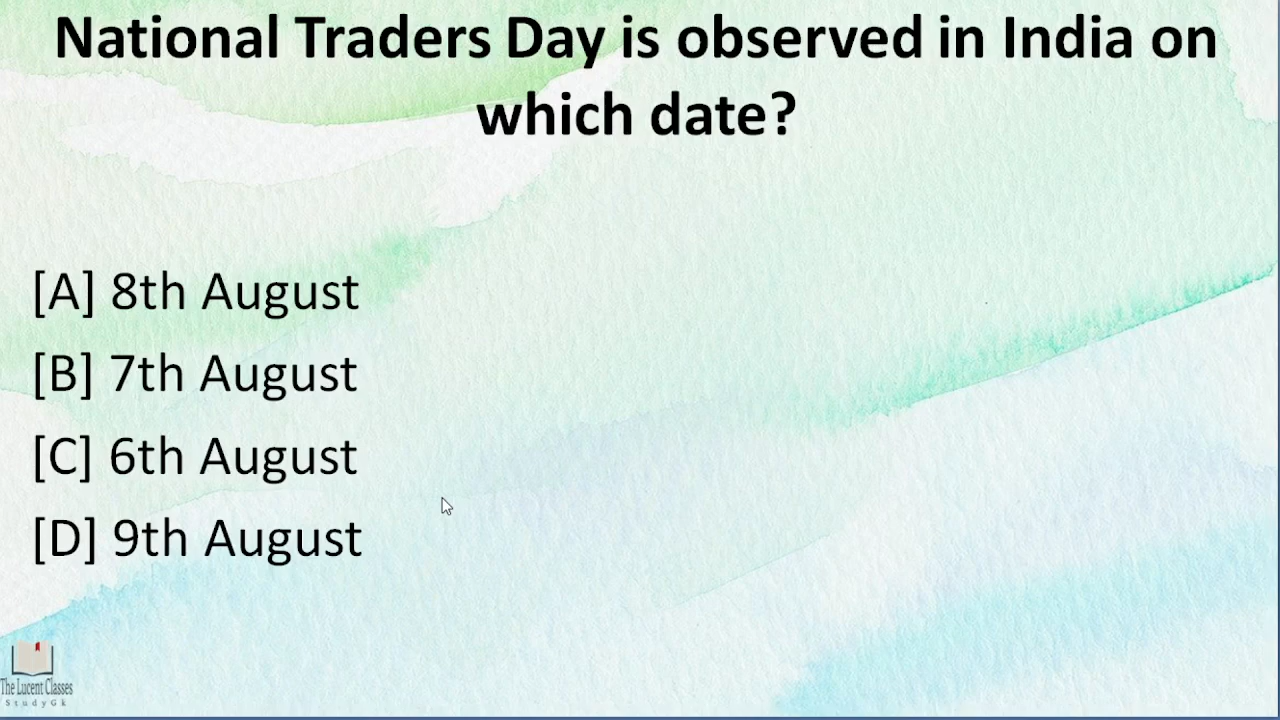 National Traders Day is observed in India on
which date?
[A] 8th August
[B] 7th August
[C] 6th August
[D] 9th August
The Lucent Classes
StudyGk